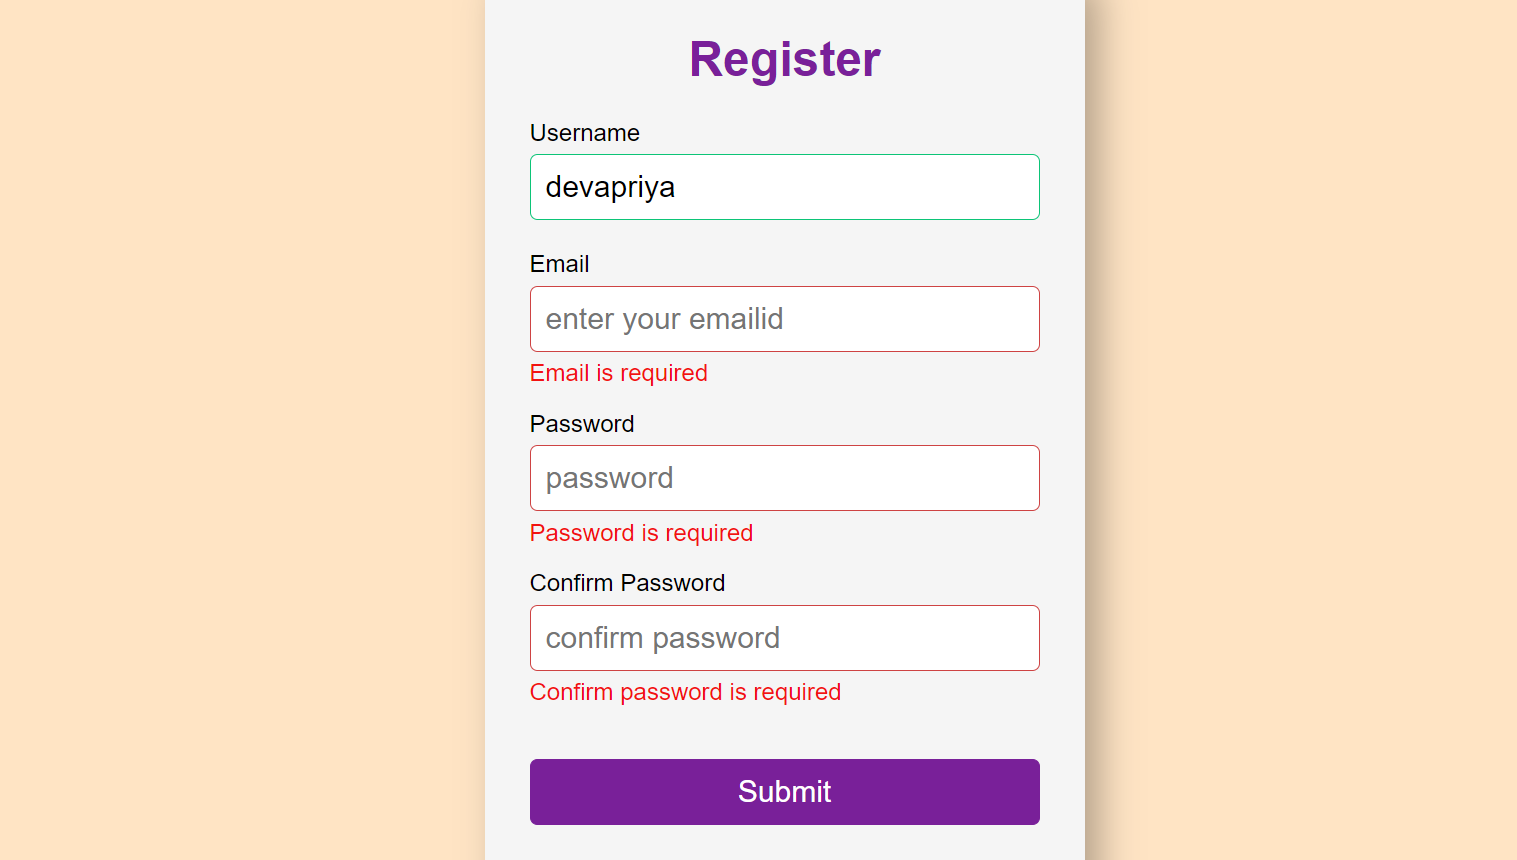 Register
Username
devapriya
Email
enter your emailid
Email is required
Password
password
Password is required
Confirm Password
confirm password
Confirm password is required
Submit